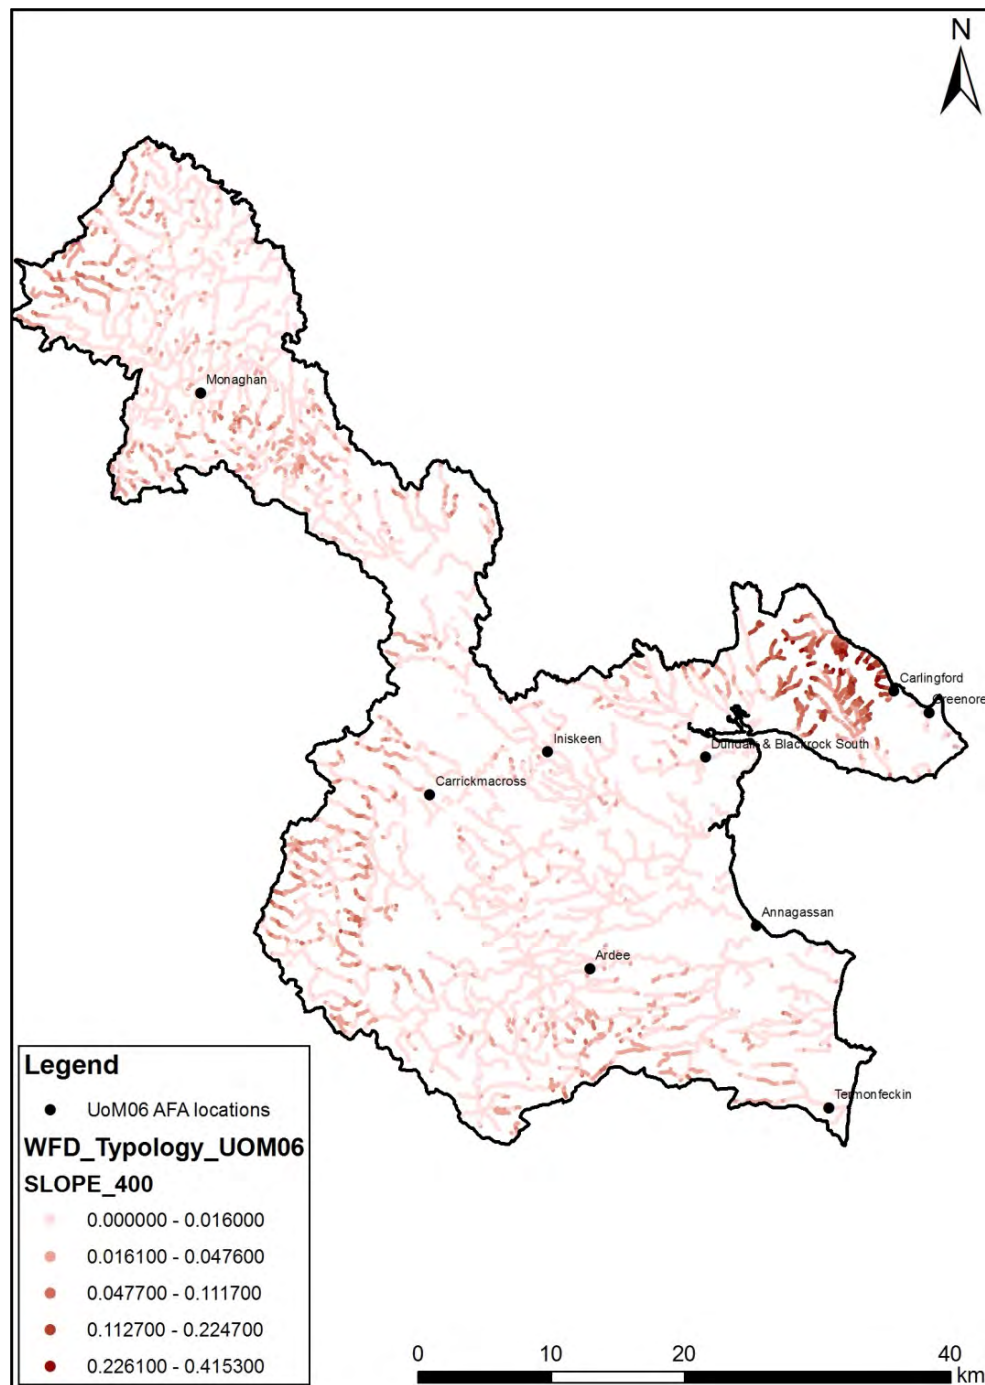 N
Monaghan
Carlingford
Greenore
Iniskeen
Dundalk & Blackrock South
Carrickmacross
Annagassan
Ardee
Termonfeckin
Legend
UoM06 AFA locations
WFD_Typology_UOM06
SLOPE_400
0.000000 - 0.016000
0.016100 - 0.047600
0.047700 - 0.111700
0.112700 - 0.224700
0.226100 - 0.415300
0 10 20 40
km